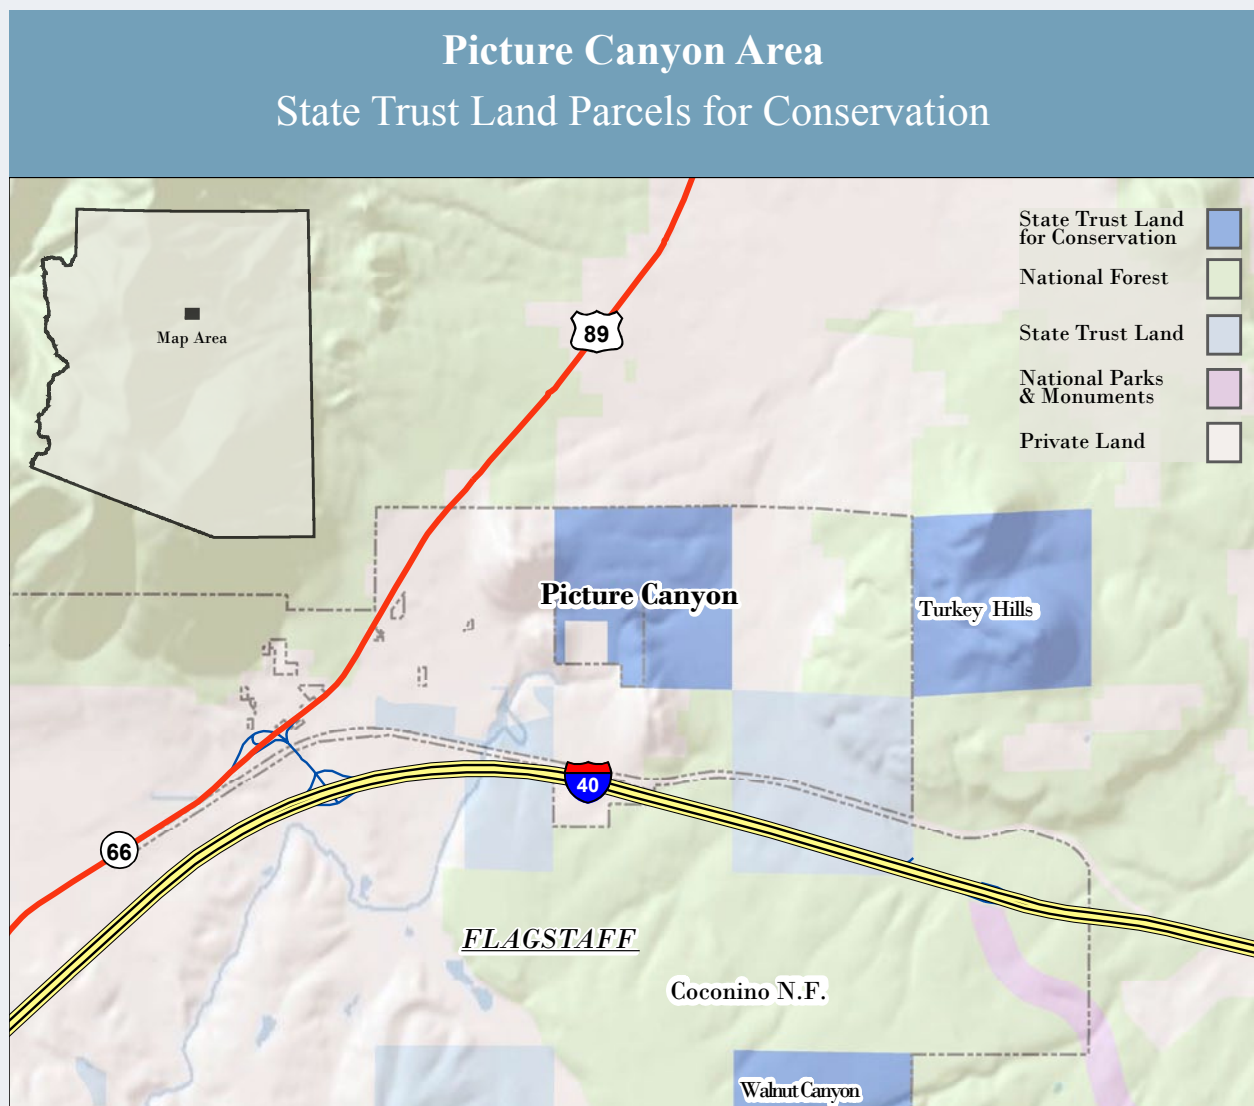 Picture Canyon Area
State Trust Land Parcels for Conservation
State Trust Land
for Conservation
National Forest
State Trust Land
National Parks
& Monuments
Private Land
Map Area
89
Picture Canyon
Turkey Hills
40
66
FLAGSTAFF
Coconino N.F.
Walnut Canyon